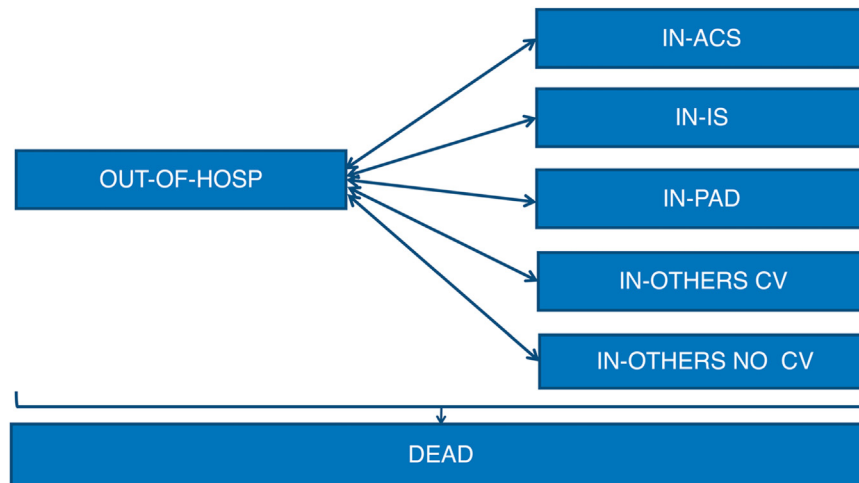 IN-ACS
IN-IS
OUT-OF-HOSP
IN-PAD
IN-OTHERS CV
IN-OTHERS NO CV
DEAD